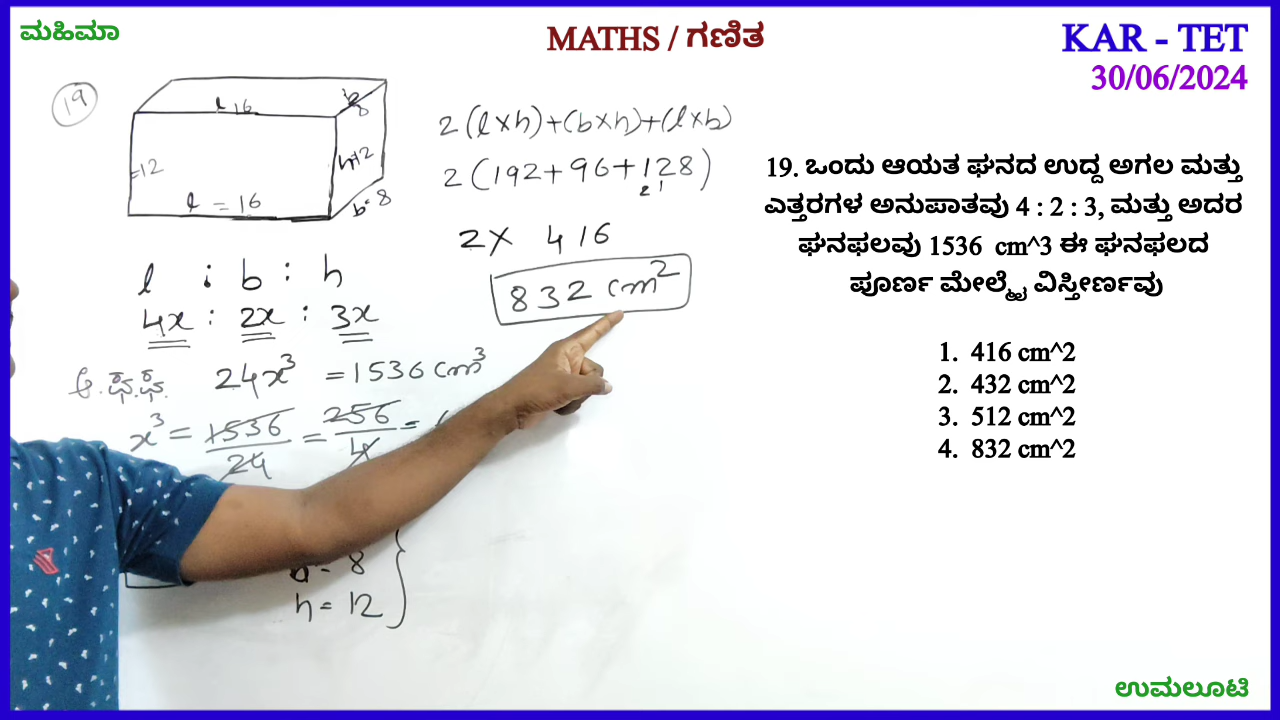 ಮಹಿಮಾ
MATHS / ಗಣಿತ
KAR - TET
30/06/2024
19
l 16
b 8
=12
h=12
l = 16
b=8
l : b : h
4x : 2x : 3x
ಆ.ಘ.ಫ. 24x³ = 1536 cm³
x³ = 1536/24 = 256/4 =
= 8
h = 12
2(l×h)+(b×h)+(l×b)
2(192+96+128)
2 1
2× 416
832 cm²
19. ಒಂದು ಆಯತ ಘನದ ಉದ್ದ ಅಗಲ ಮತ್ತು
ಎತ್ತರಗಳ ಅನುಪಾತವು 4 : 2 : 3, ಮತ್ತು ಅದರ
ಘನಫಲವು 1536 cm^3 ಈ ಘನಫಲದ
ಪೂರ್ಣ ಮೇಲ್ಮೈ ವಿಸ್ತೀರ್ಣವು
1. 416 cm^2
2. 432 cm^2
3. 512 cm^2
4. 832 cm^2
ಉಮಲೂಟಿ